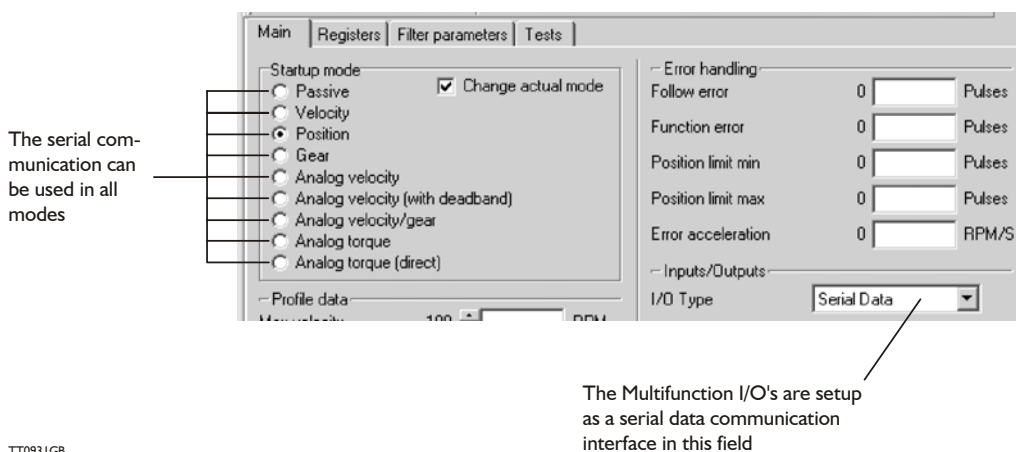 Main Registers Filter parameters Tests
Startup mode
Change actual mode
Passive
Velocity
Position
Gear
Analog velocity
Analog velocity (with deadband)
Analog velocity/gear
Analog torque
Analog torque (direct)
Profile data
Max velocity 100 RPM
Error handling
Follow error 0 Pulses
Function error 0 Pulses
Position limit min 0 Pulses
Position limit max 0 Pulses
Error acceleration 0 RPM/S
Inputs/Outputs
I/O Type Serial Data
The serial com-
munication can
be used in all
modes
The Multifunction I/O's are setup
as a serial data communication
interface in this field
TT0931GB